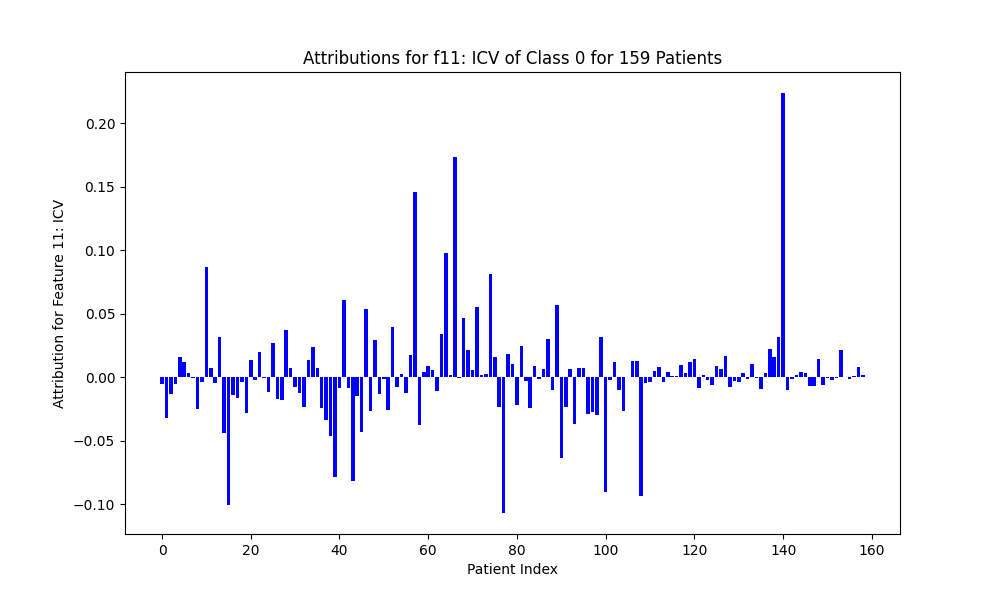 Attributions for f11: ICV of Class 0 for 159 Patients
Attribution for Feature 11: ICV
0.20
0.15
0.10
0.05
0.00
−0.05
−0.10
0 20 40 60 80 100 120 140 160
Patient Index